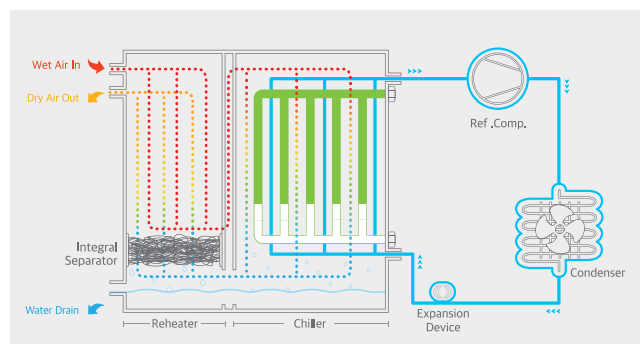 Wet Air In
Dry Air Out
Ref .Comp.
Integral
Separator
Condenser
Water Drain
Expansion
Device
Reheater
Chiller